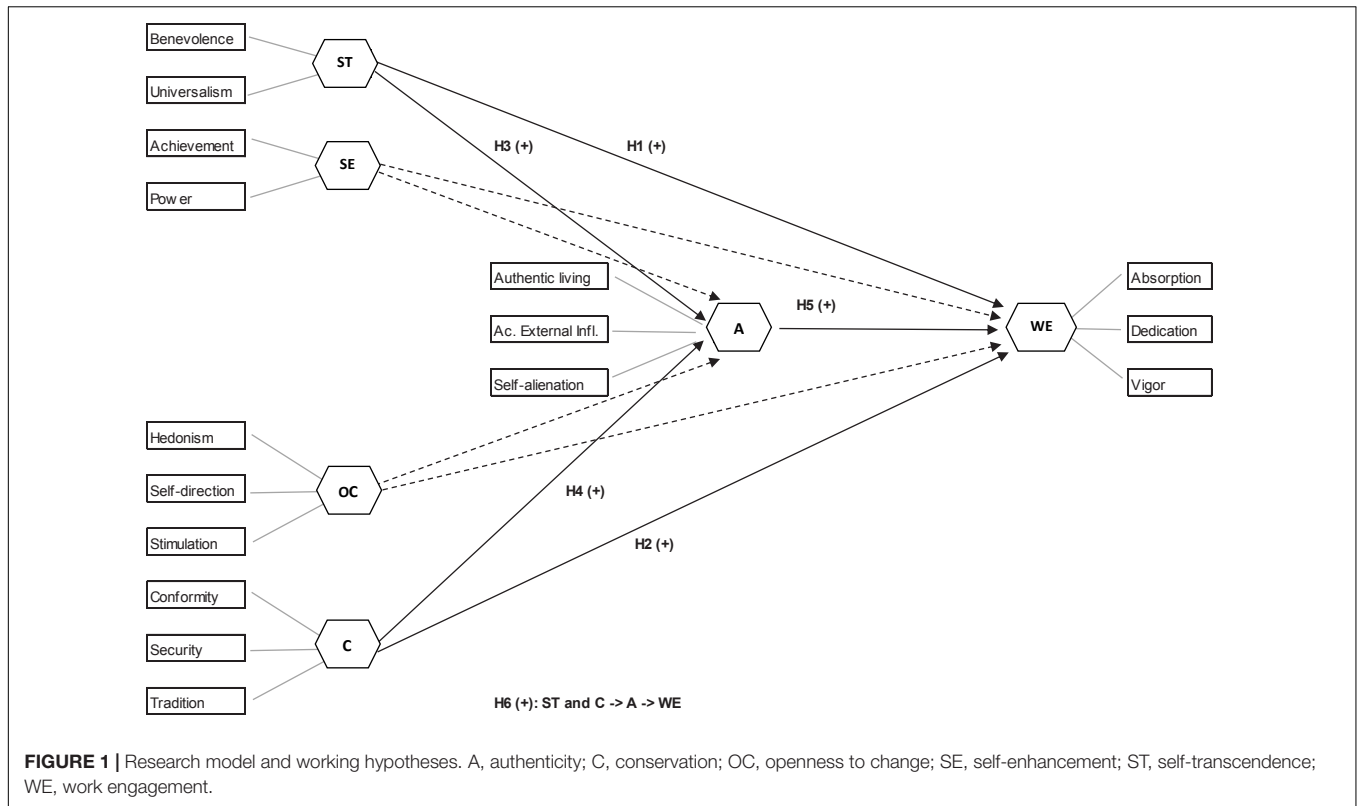 Benevolence
ST
Universalism
Achievement
H3 (+)
H1 (+)
SE
Power
Authentic living
Absorption
H5 (+)
Ac. External Infl.
A
WE
Dedication
Self-alienation
Vigor
Hedonism
Self-direction
OC
H4 (+)
Stimulation
H2 (+)
Conformity
Security
C
Tradition
H6 (+): ST and C -> A -> WE
FIGURE 1 | Research model and working hypotheses. A, authenticity; C, conservation; OC, openness to change; SE, self-enhancement; ST, self-transcendence;
WE, work engagement.